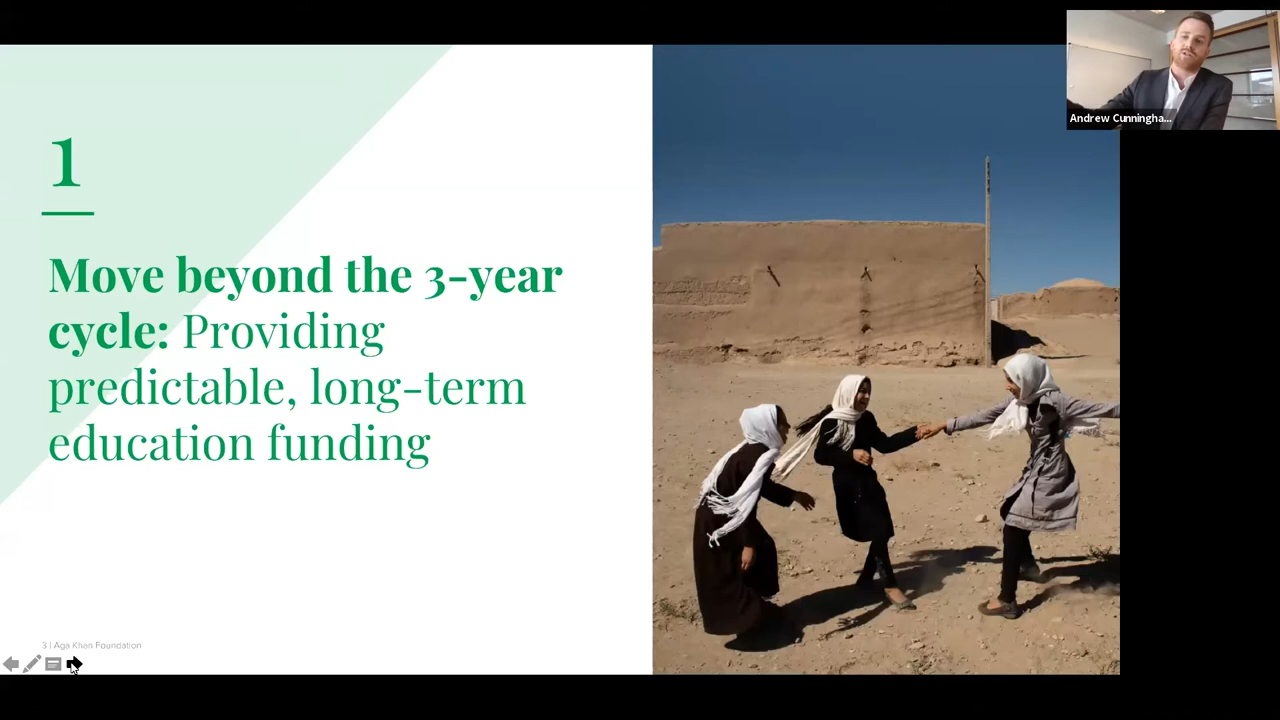 Andrew Cunningha...
1
Move beyond the 3-year
cycle: Providing
predictable, long-term
education funding
3 | Aga Khan Foundation